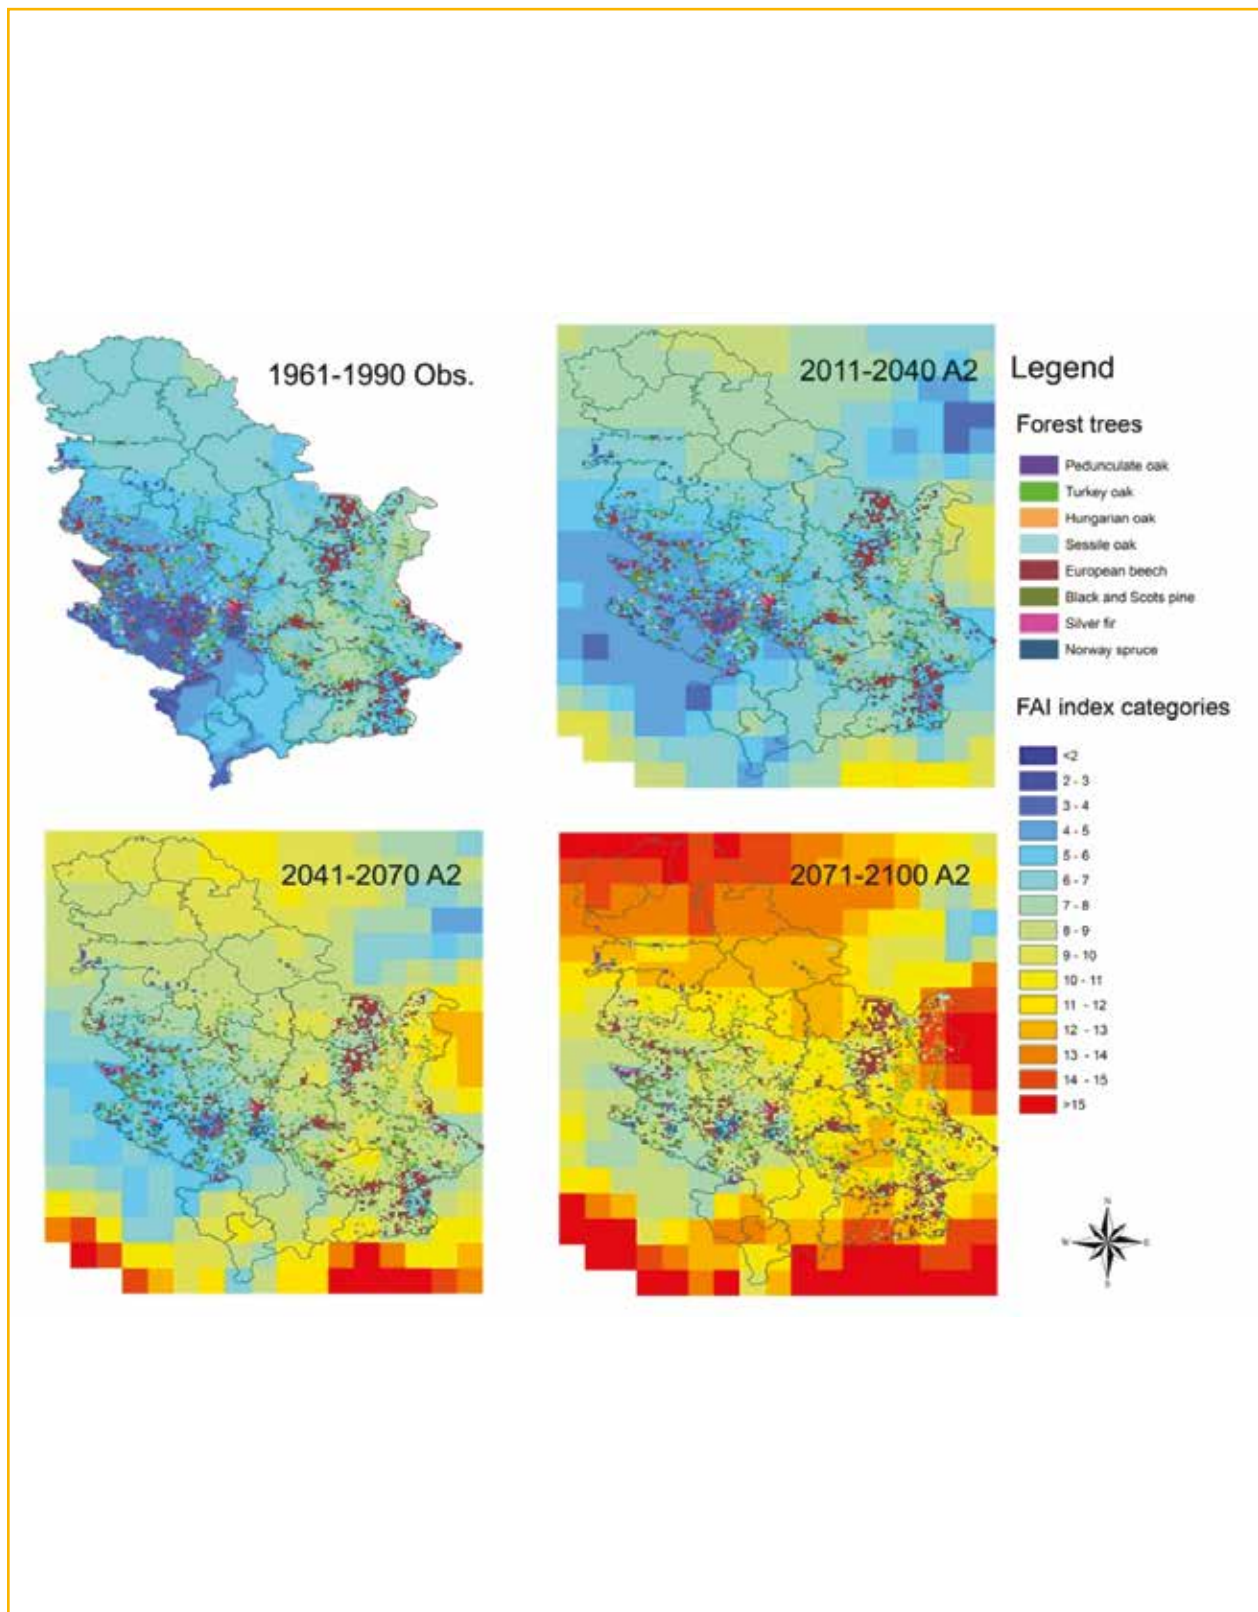 1961-1990 Obs.
2011-2040 A2
2041-2070 A2
2071-2100 A2
Legend
Forest trees
Pedunculate oak
Turkey oak
Hungarian oak
Sessile oak
European beech
Black and Scots pine
Silver fir
Norway spruce
FAI index categories
<2
2 - 3
3 - 4
4 - 5
5 - 6
6 - 7
7 - 8
8 - 9
9 - 10
10 - 11
11 - 12
12 - 13
13 - 14
14 - 15
>15
N
W E
S